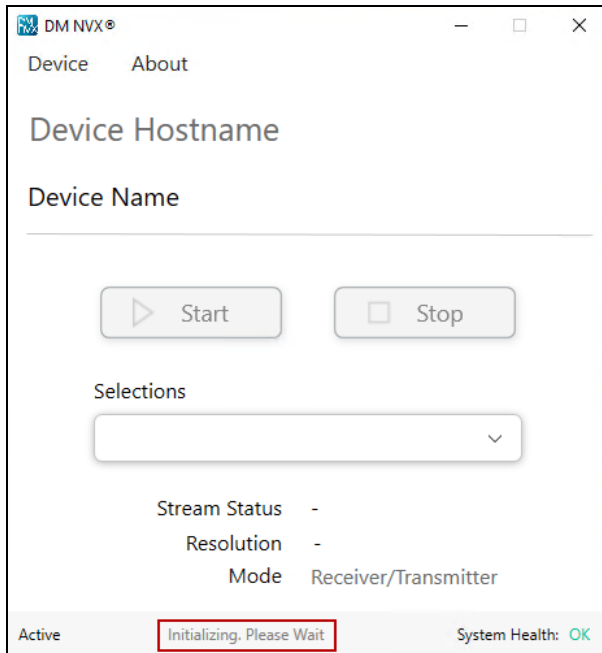 DM NVX®
Device About
Device Hostname
Device Name
Start Stop
Selections
Stream Status -
Resolution -
Mode Receiver/Transmitter
Active Initializing. Please Wait System Health: OK